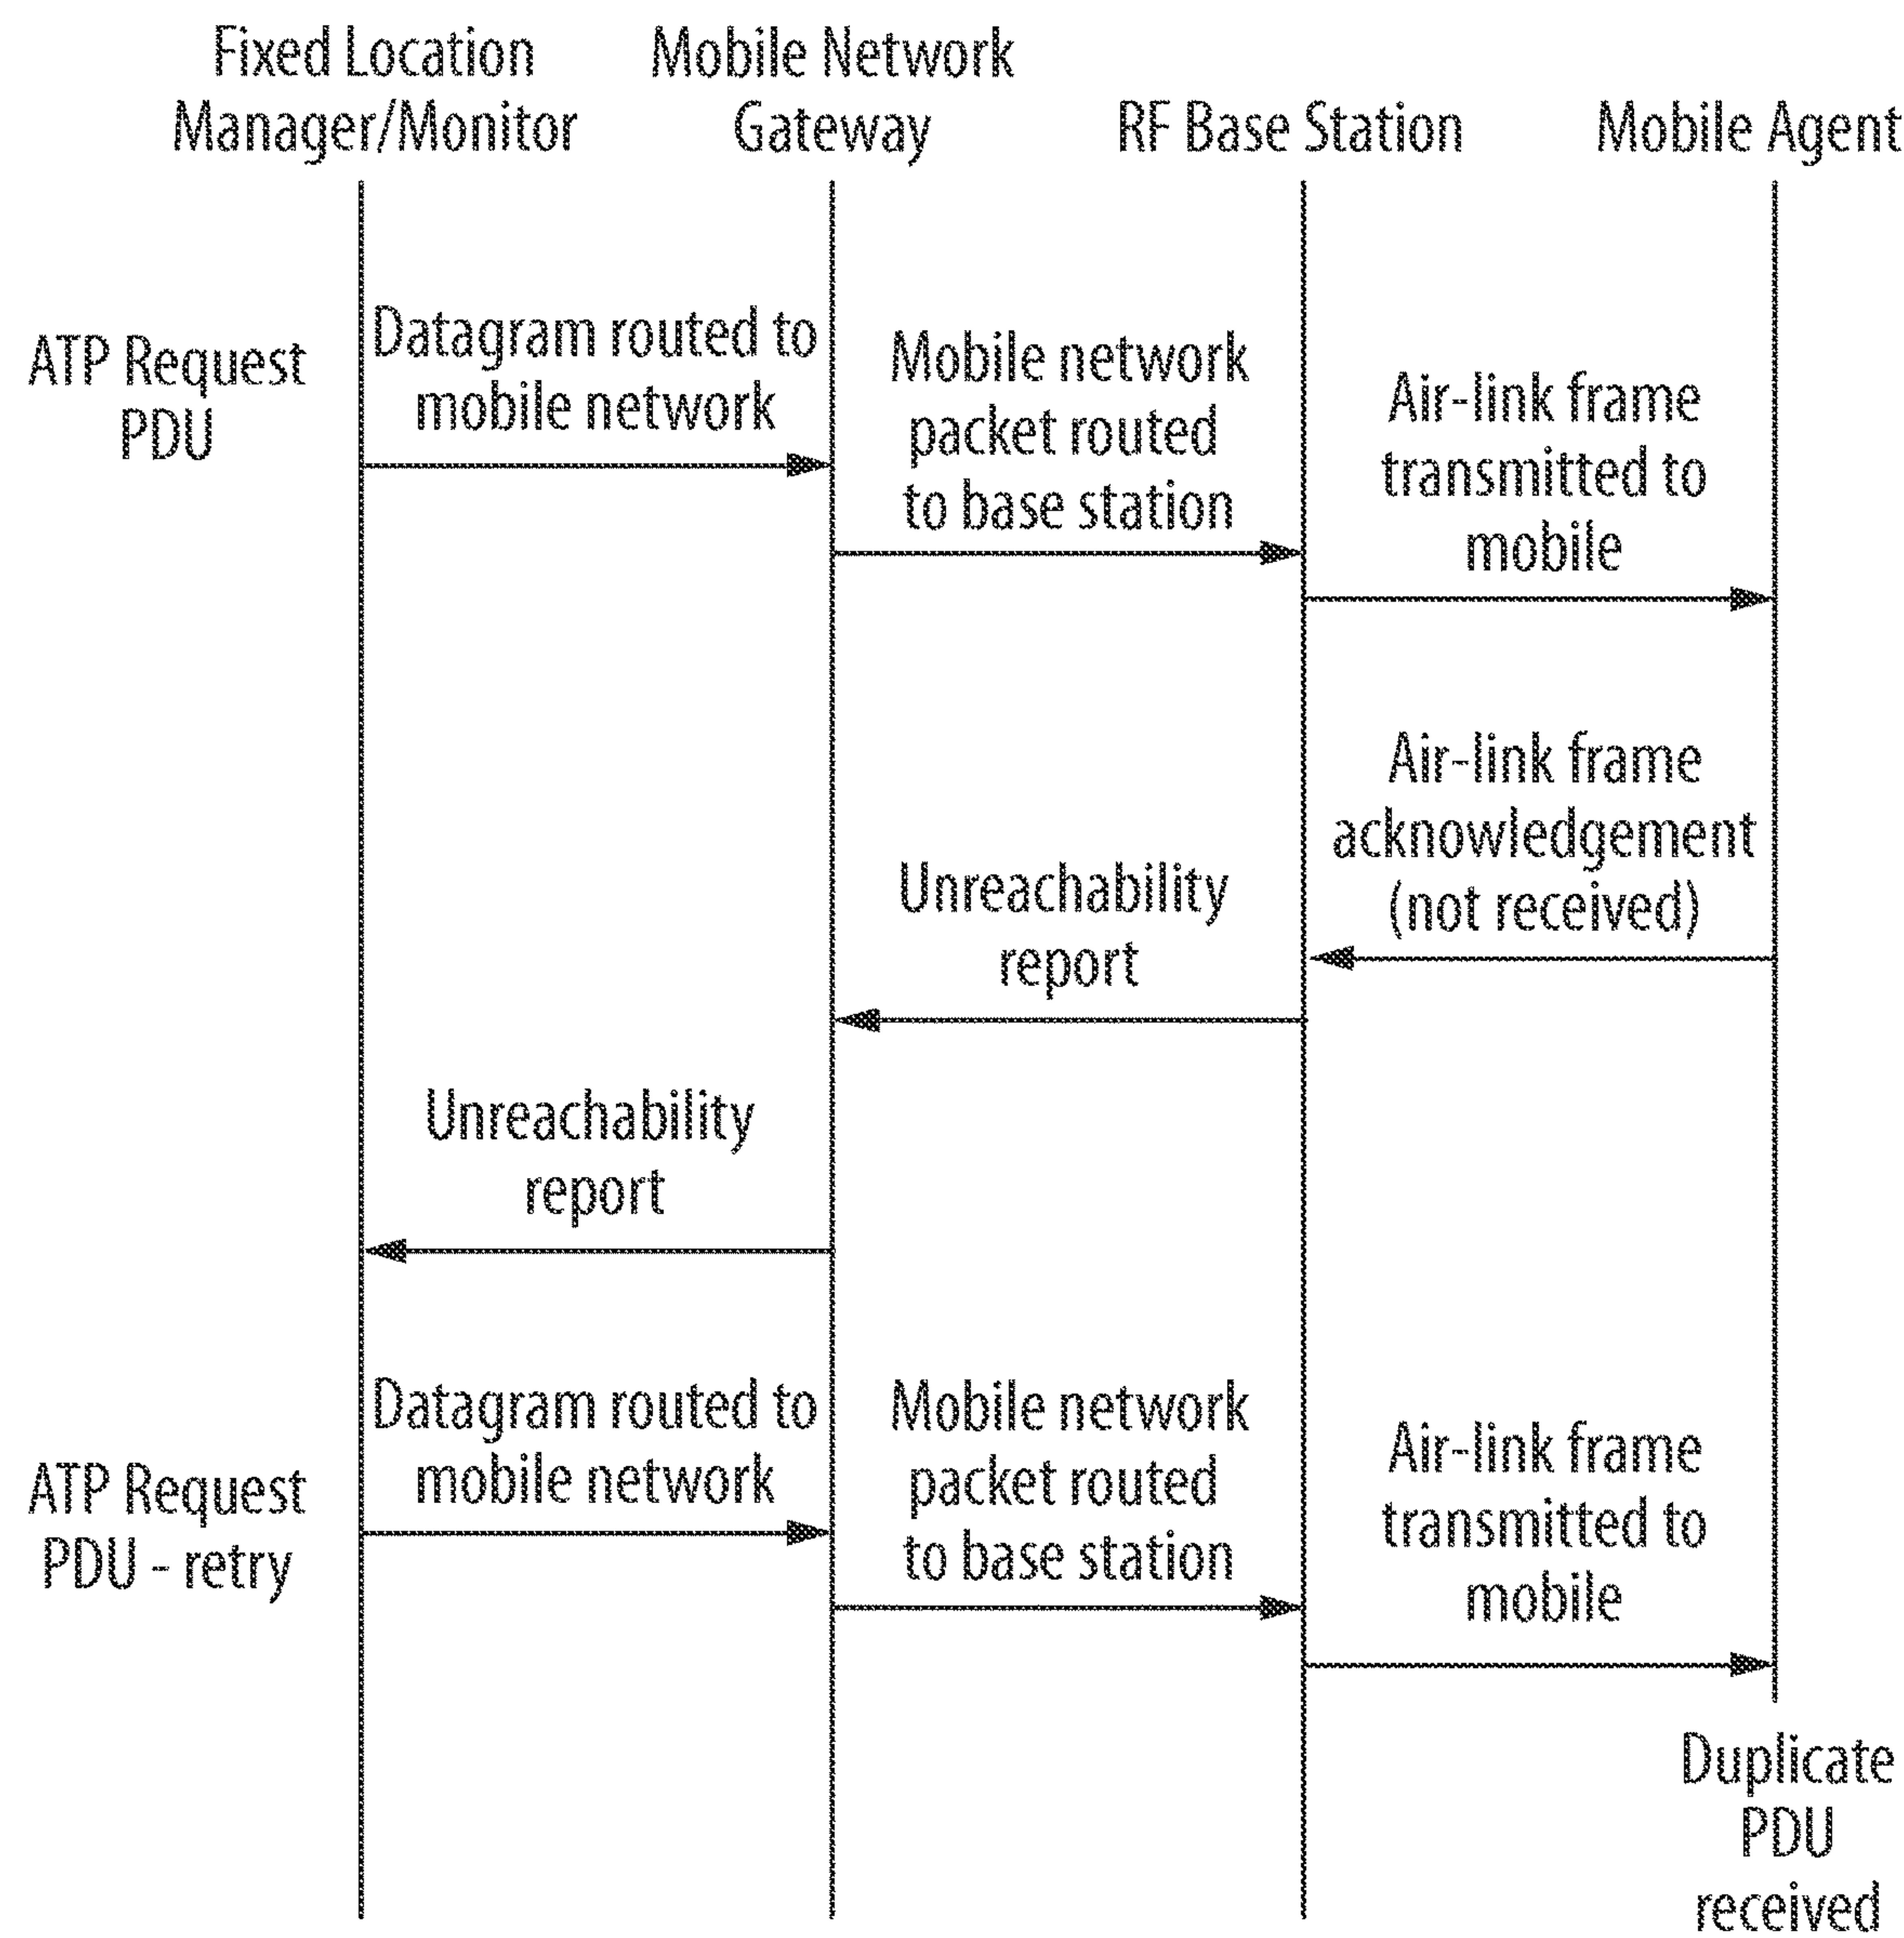 Fixed Location
Manager/Monitor
Mobile Network
Gateway
RF Base Station
Mobile Agent
ATP Request
PDU
Datagram routed to
mobile network
Mobile network
packet routed
to base station
Air-link frame
transmitted to
mobile
Air-link frame
acknowledgement
(not received)
Unreachability
report
Unreachability
report
ATP Request
PDU - retry
Datagram routed to
mobile network
Mobile network
packet routed
to base station
Air-link frame
transmitted to
mobile
Duplicate
PDU
received